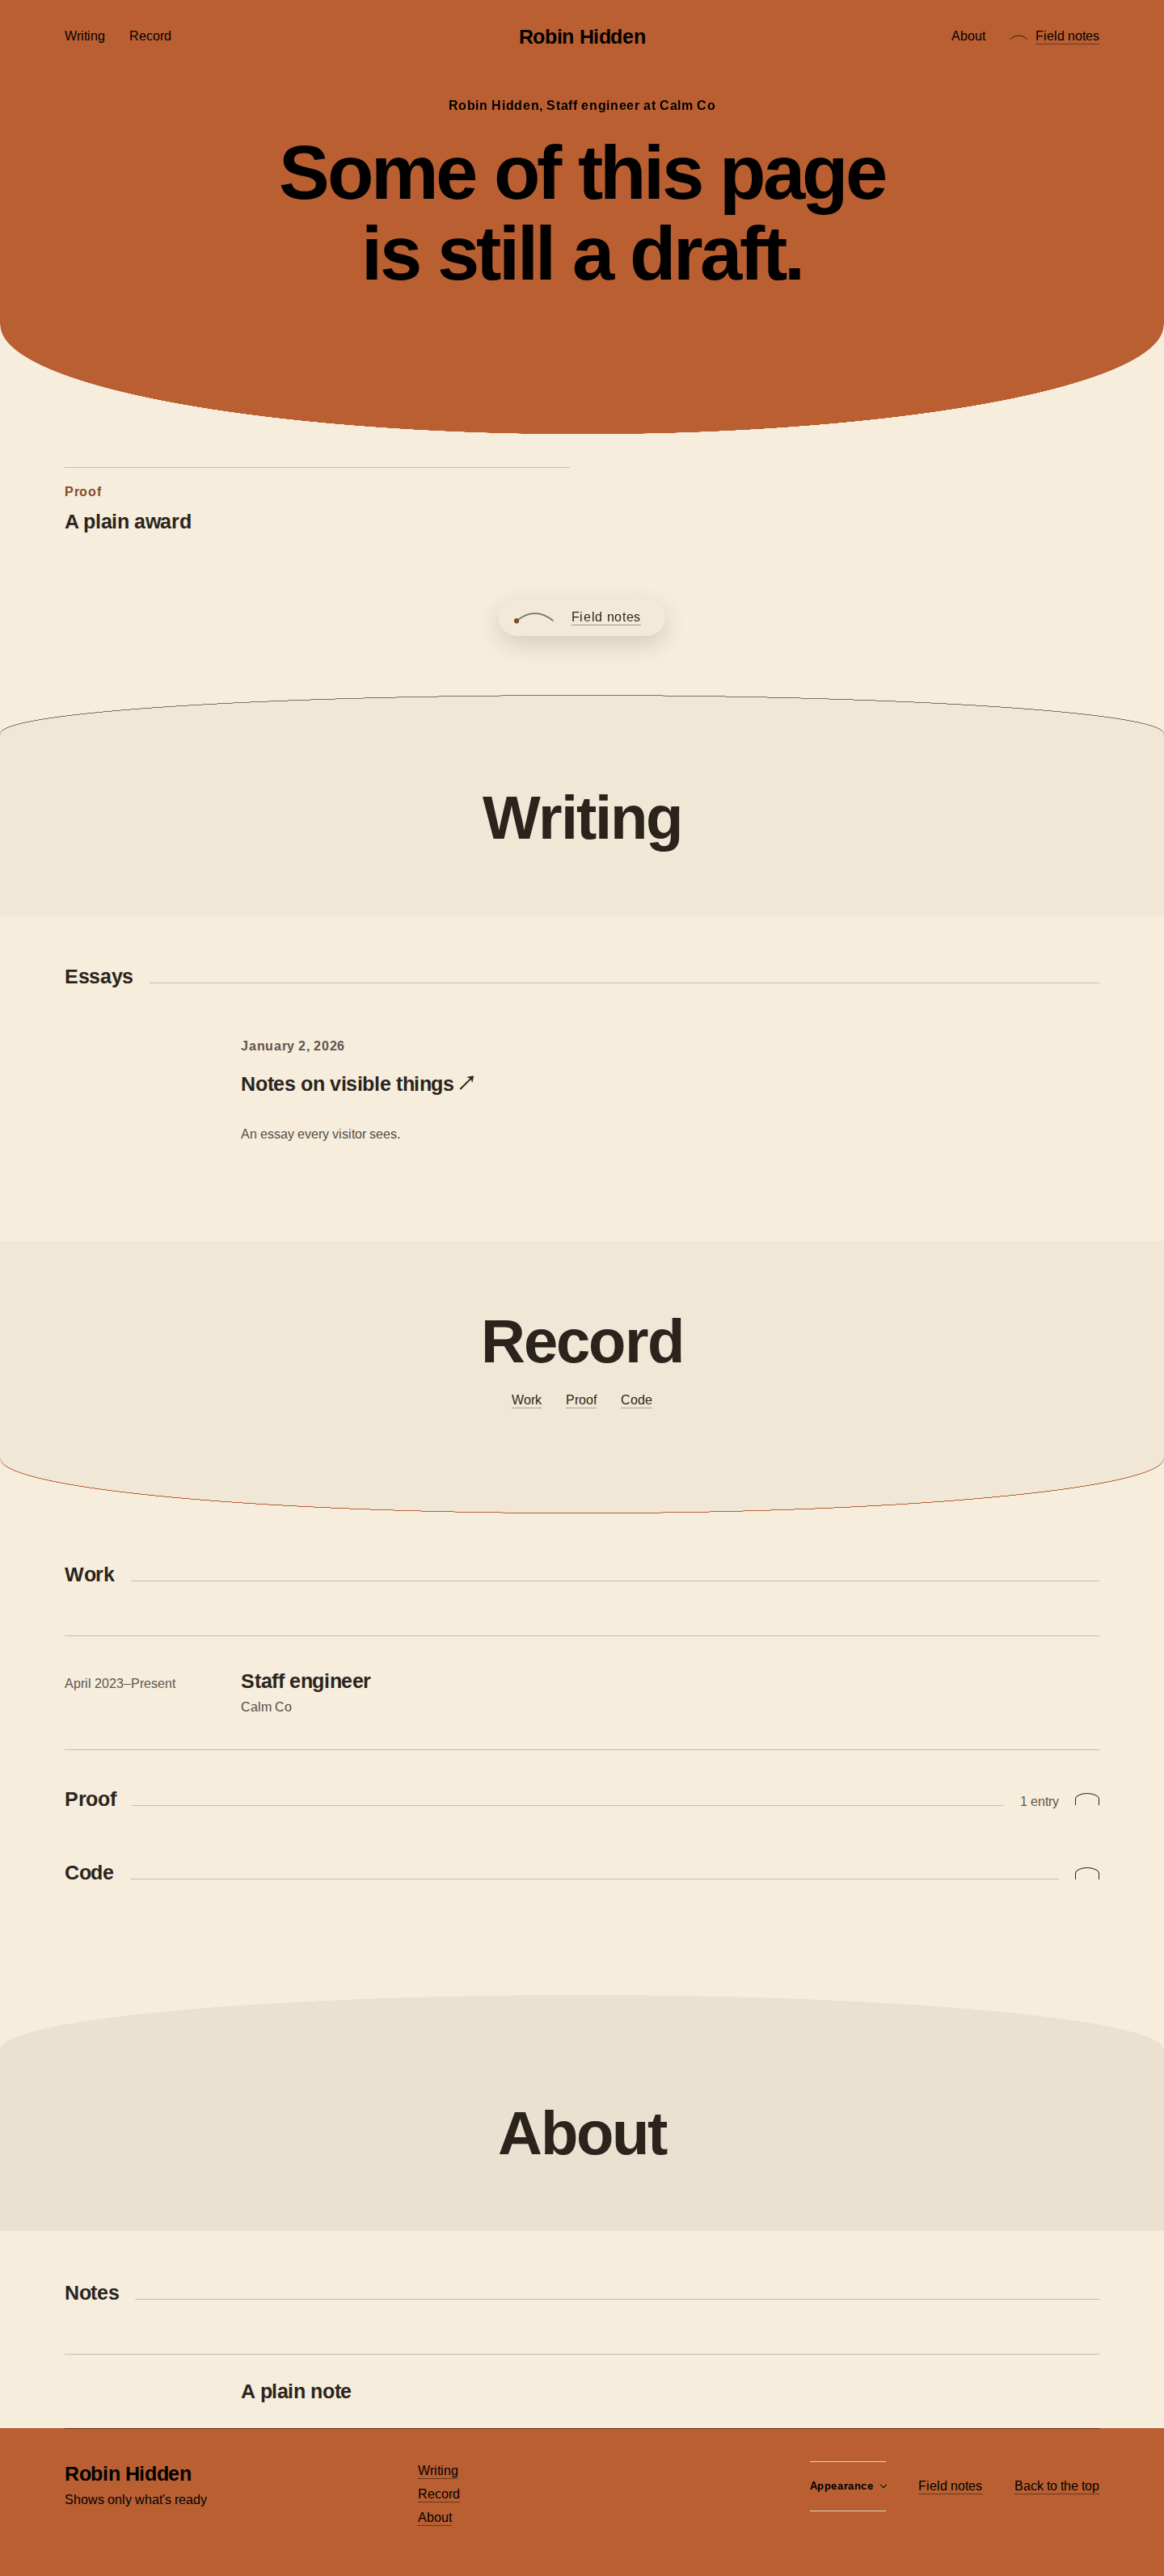 Writing Record Robin Hidden About Field notes
Robin Hidden, Staff engineer at Calm Co
Some of this page
is still a draft.
Proof
A plain award
Field notes
Writing
Essays
January 2, 2026
Notes on visible things ↗
An essay every visitor sees.
Record
Work Proof Code
Work
April 2023–Present
Staff engineer
Calm Co
Proof
1 entry
Code
About
Notes
A plain note
Robin Hidden
Shows only what's ready
Writing
Record
About
Appearance
Field notes
Back to the top